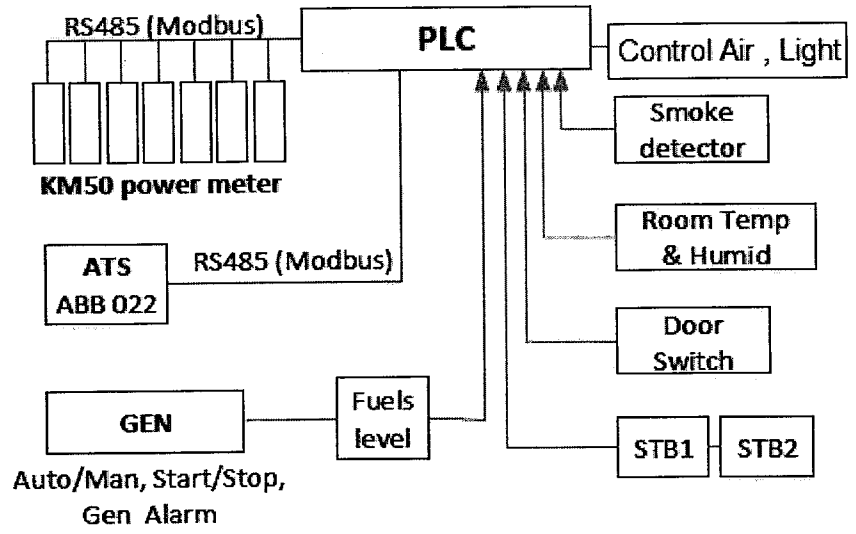 RS485 (Modbus)
PLC
Control Air , Light
KM50 power meter
Smoke
detector
Room Temp
& Humid
ATS
ABB 022
RS485 (Modbus)
Door
Switch
GEN
Fuels
level
STB1
STB2
Auto/Man, Start/Stop,
Gen Alarm